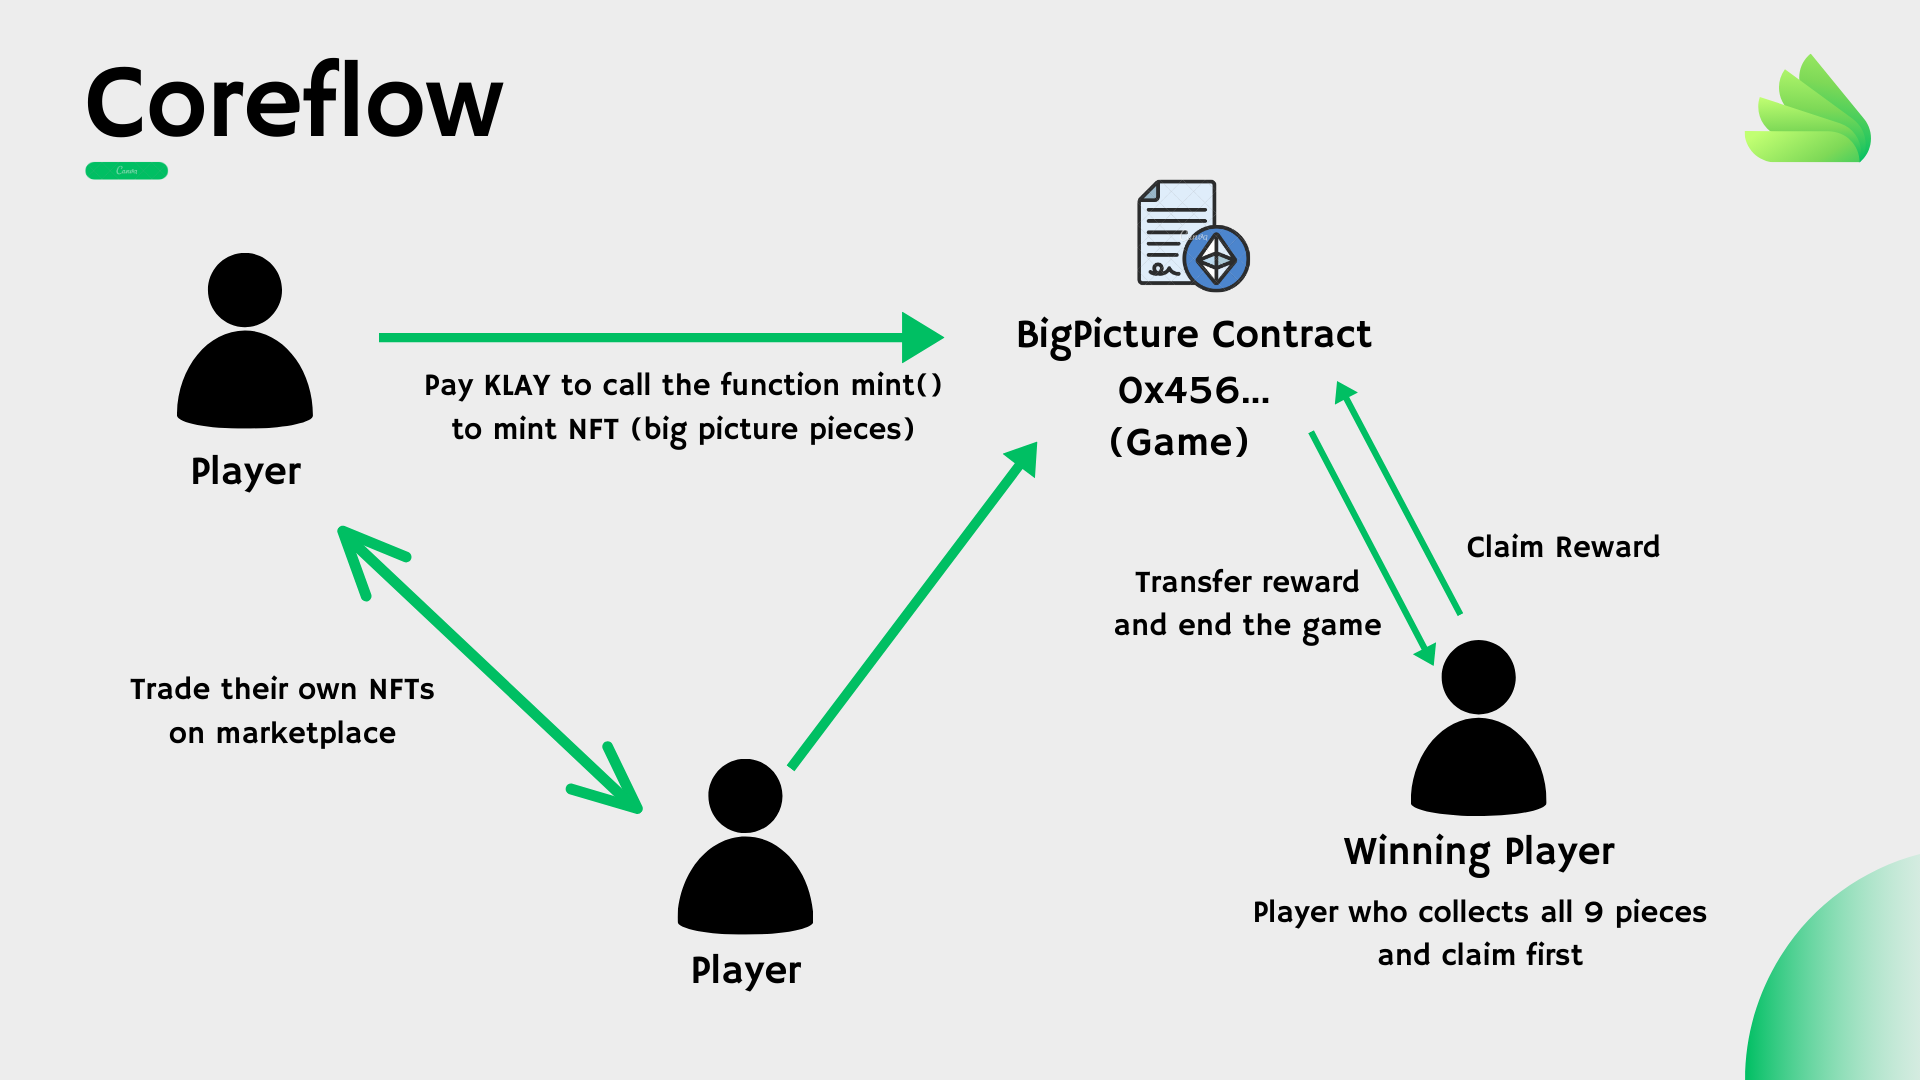 Coreflow
Canva
Canva
BigPicture Contract
0x456...
(Game)
Pay KLAY to call the function mint()
to mint NFT (big picture pieces)
Player
Claim Reward
Transfer reward
and end the game
Trade their own NFTs
on marketplace
Winning Player
Player who collects all 9 pieces
and claim first
Player